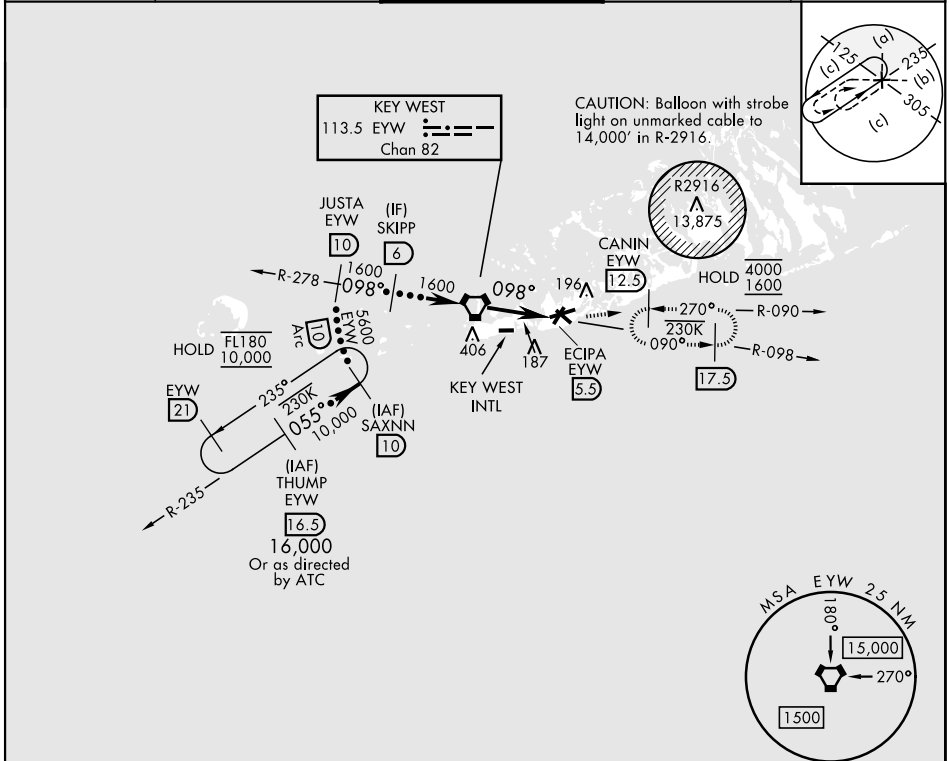 125
(a)
235
(c)
(b)
305
(c)
KEY WEST
113.5 EYW
Chan 82
CAUTION: Balloon with strobe
light on unmarked cable to
14,000' in R-2916.
R2916
13,875
JUSTA
EYW
10
(IF)
SKIPP
6
R-278
1600
098°
1600
098°
196
CANIN
EYW
12.5
HOLD
4000
1600
270°
R-090
230K
090°
R-098
17.5
406
187
ECIPA
EYW
5.5
KEY WEST
INTL
10
EYW
Arc
5600
HOLD
FL180
10,000
EYW
21
235°
230K
055°
10,000
(IAF)
SAXNN
10
(IAF)
THUMP
EYW
16.5
16,000
Or as directed
by ATC
R-235
MSA EYW 25 NM
180°
15,000
270°
1500